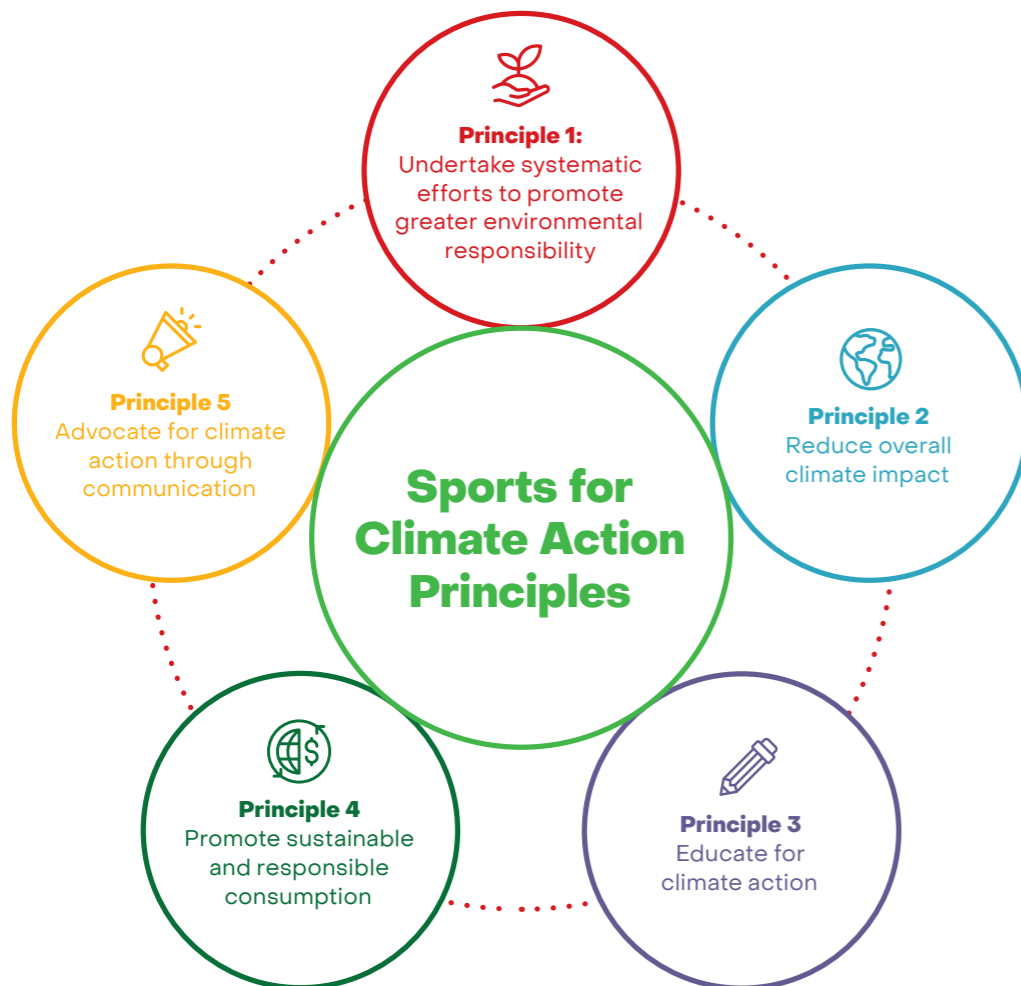 Principle 1:
Undertake systematic
efforts to promote
greater environmental
responsibility
Principle 2
Reduce overall
climate impact
Principle 3
Educate for
climate action
Principle 4
Promote sustainable
and responsible
consumption
Principle 5
Advocate for climate
action through
communication
Sports for
Climate Action
Principles
$